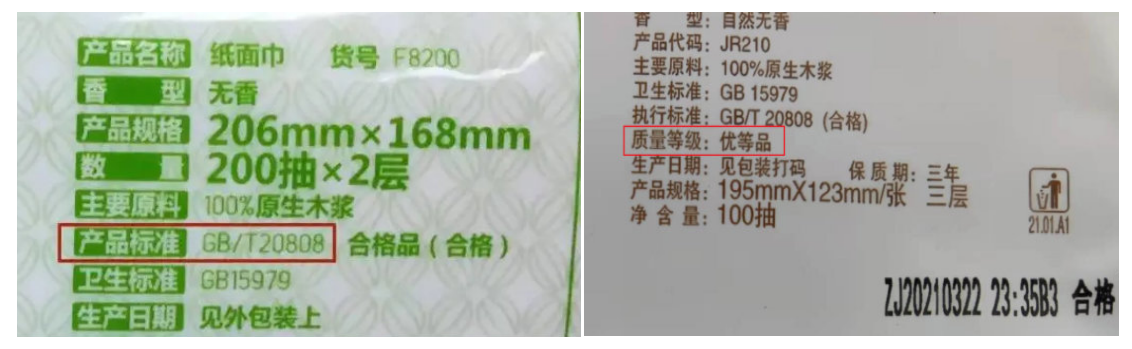 产品名称 纸面巾 货号 F8200
香型 无香
产品规格 206mm×168mm
数量 200抽×2层
主要原料 100%原生木浆
产品标准 GB/T20808 合格品(合格)
卫生标准 GB15979
生产日期 见外包装上
香型:自然无香
产品代码:JR210
主要原料:100%原生木浆
卫生标准:GB 15979
执行标准:GB/T 20808 (合格)
质量等级:优等品
生产日期:见包装打码 保质期:三年
产品规格:195mmX123mm/张 三层
净含量:100抽
21.01.A1
ZJ20210322 23:35B3 合格